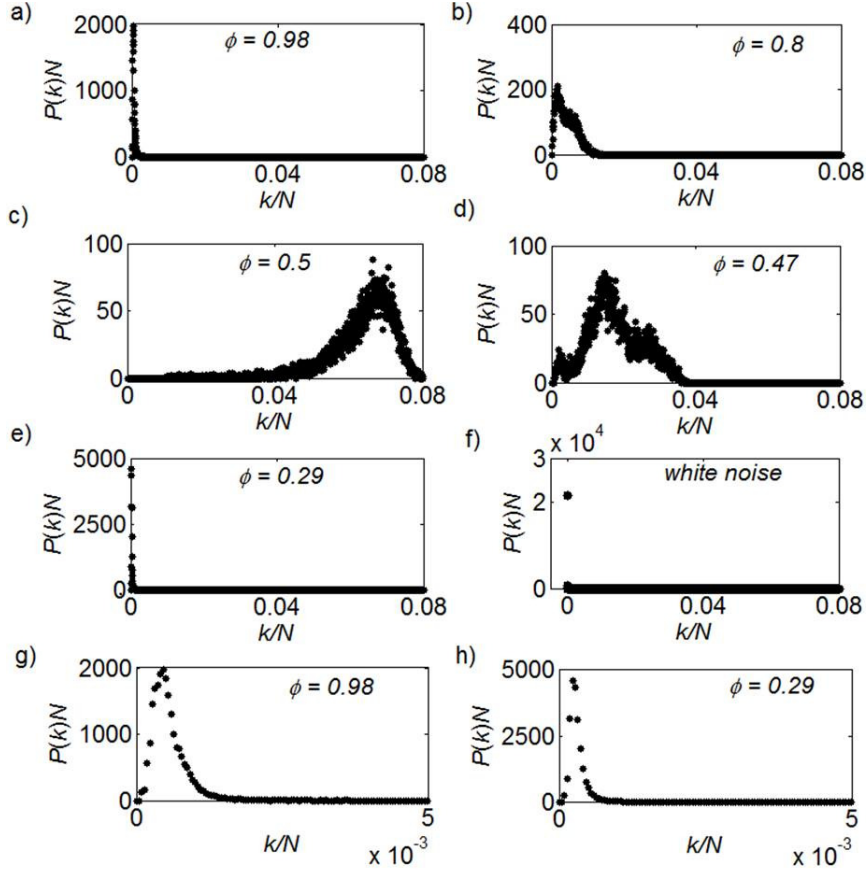 a)
b)
2000
1000
0
P(k)N
ϕ = 0.98
0 0.04 0.08
k/N
400
200
0
P(k)N
ϕ = 0.8
0 0.04 0.08
k/N
c)
d)
100
50
0
P(k)N
ϕ = 0.5
0 0.04 0.08
k/N
100
50
0
P(k)N
ϕ = 0.47
0 0.04 0.08
k/N
e)
f)
5000
2500
0
P(k)N
ϕ = 0.29
0 0.04 0.08
k/N
x 10⁴
3
2
1
0
P(k)N
white noise
0 0.04 0.08
k/N
g)
h)
2000
1000
0
P(k)N
ϕ = 0.98
0 5
k/N
x 10⁻³
5000
2500
0
P(k)N
ϕ = 0.29
0 5
k/N
x 10⁻³